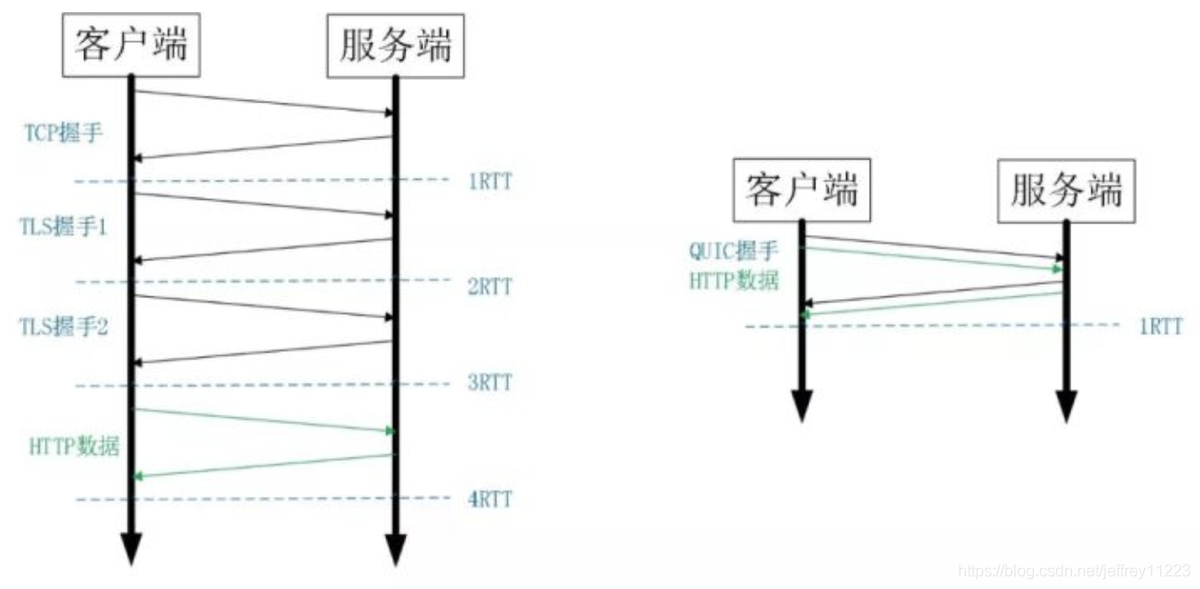 客户端
服务端
TCP握手
1RTT
TLS握手1
2RTT
TLS握手2
3RTT
HTTP数据
4RTT
客户端
服务端
QUIC握手
HTTP数据
1RTT
https://blog.csdn.net/jeffrey11223